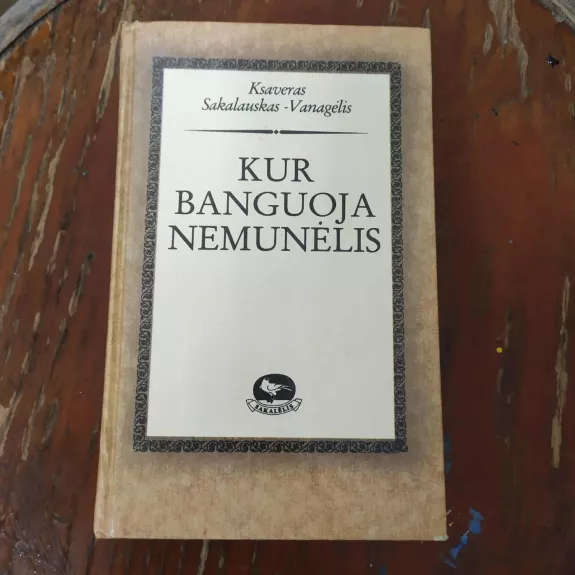 Ksaveras
Sakalauskas -Vanagėlis
KUR
BANGUOJA
NEMUNĖLIS
SAKALĖLIS